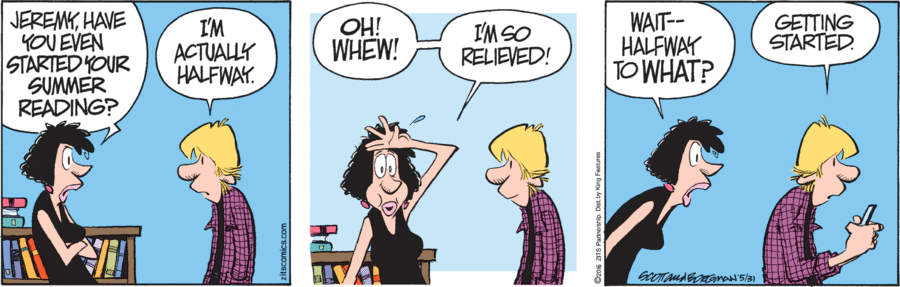 JEREMY, HAVE
YOU EVEN
STARTED YOUR
SUMMER
READING?
I'M
ACTUALLY
HALFWAY.
zitscomics.com
OH!
WHEW!
I'M SO
RELIEVED!
WAIT--
HALFWAY
TO WHAT?
GETTING
STARTED.
©2016 ZITS Partnership. Dist. by King Features
SCOTT AND BORGMAN 5/31